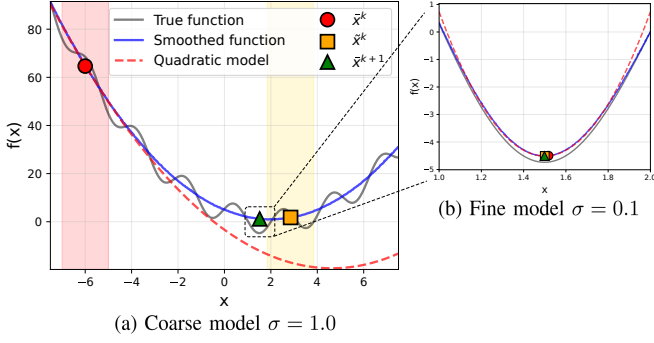 True function
Smoothed function
Quadratic model
x̄ᵏ
x̃ᵏ
x̄ᵏ⁺¹
f(x)
80
60
40
20
0
−6
−4
−2
0
2
4
6
x
(a) Coarse model σ = 1.0
f(x)
1
0
−1
−2
−3
−4
−5
1.0
1.2
1.4
1.6
1.8
2.0
x
(b) Fine model σ = 0.1